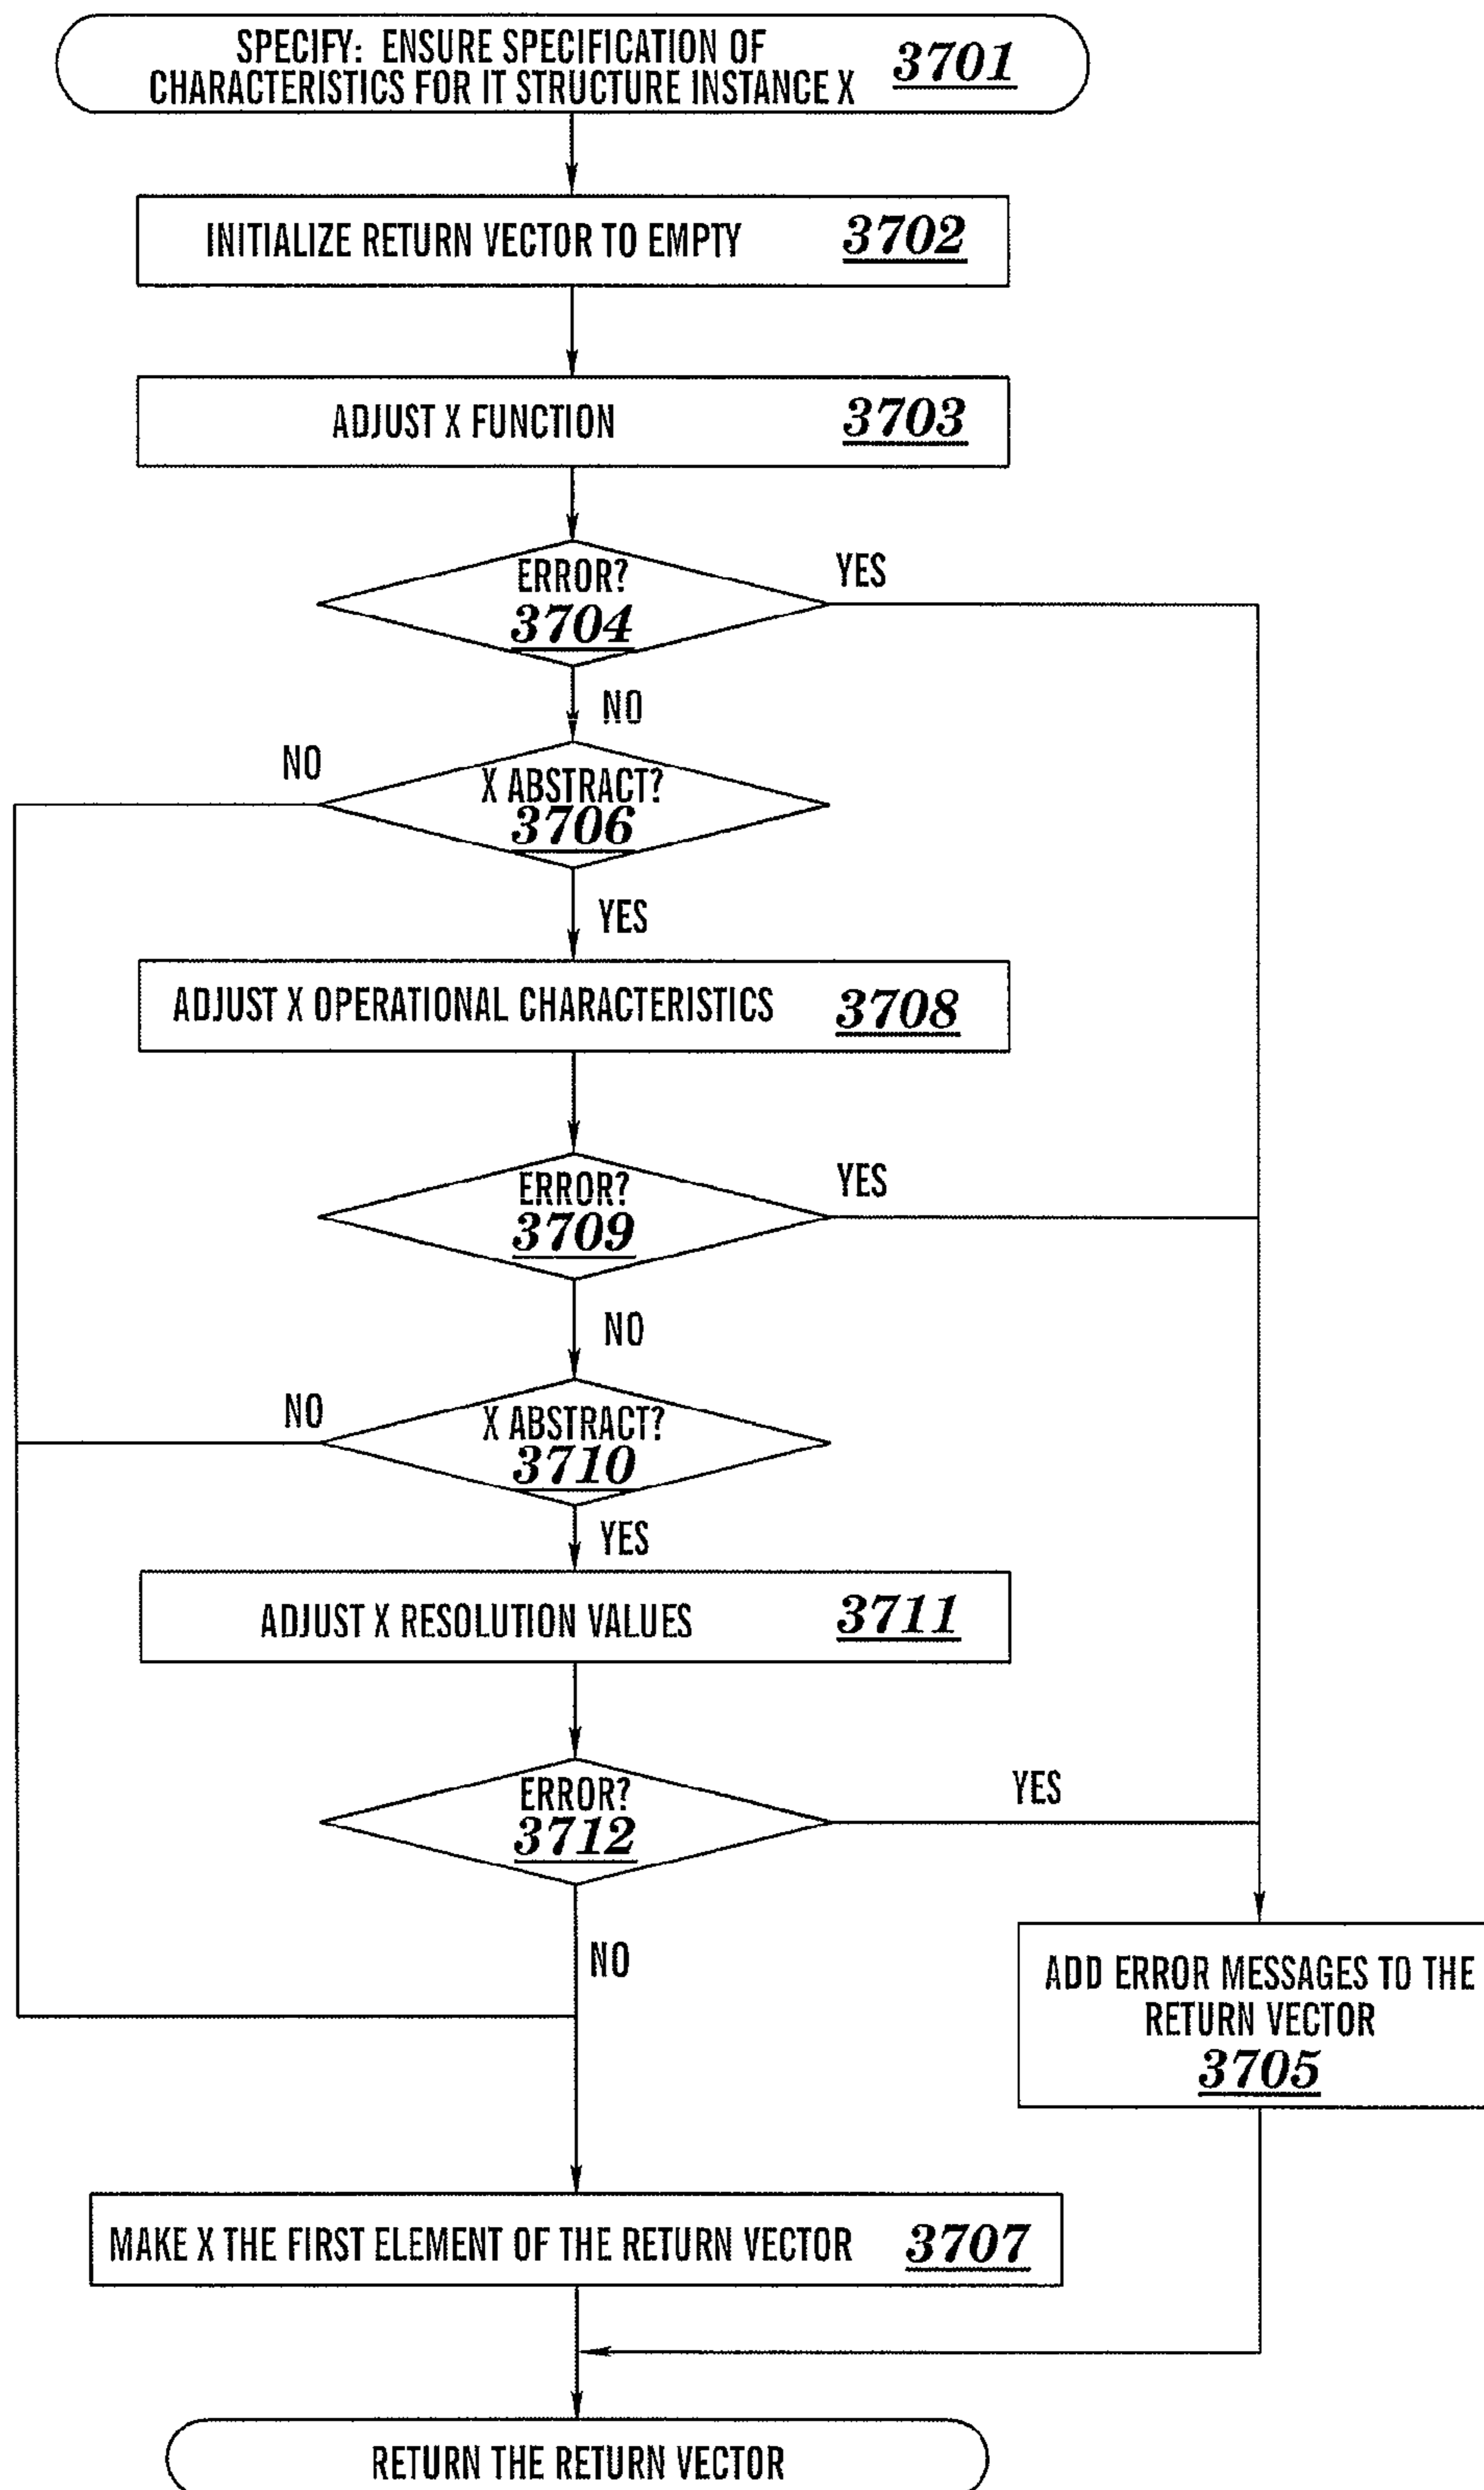 SPECIFY: ENSURE SPECIFICATION OF
CHARACTERISTICS FOR IT STRUCTURE INSTANCE X 3701
INITIALIZE RETURN VECTOR TO EMPTY 3702
ADJUST X FUNCTION 3703
ERROR?
3704
YES
NO
X ABSTRACT?
3706
NO
YES
ADJUST X OPERATIONAL CHARACTERISTICS 3708
ERROR?
3709
YES
NO
X ABSTRACT?
3710
NO
YES
ADJUST X RESOLUTION VALUES 3711
ERROR?
3712
YES
NO
ADD ERROR MESSAGES TO THE
RETURN VECTOR
3705
MAKE X THE FIRST ELEMENT OF THE RETURN VECTOR 3707
RETURN THE RETURN VECTOR